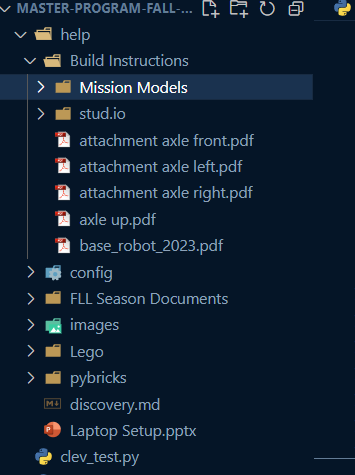 MASTER-PROGRAM-FALL-...
help
Build Instructions
Mission Models
stud.io
attachment axle front.pdf
attachment axle left.pdf
attachment axle right.pdf
axle up.pdf
base_robot_2023.pdf
config
FLL Season Documents
images
Lego
pybricks
discovery.md
Laptop Setup.pptx
clev_test.py